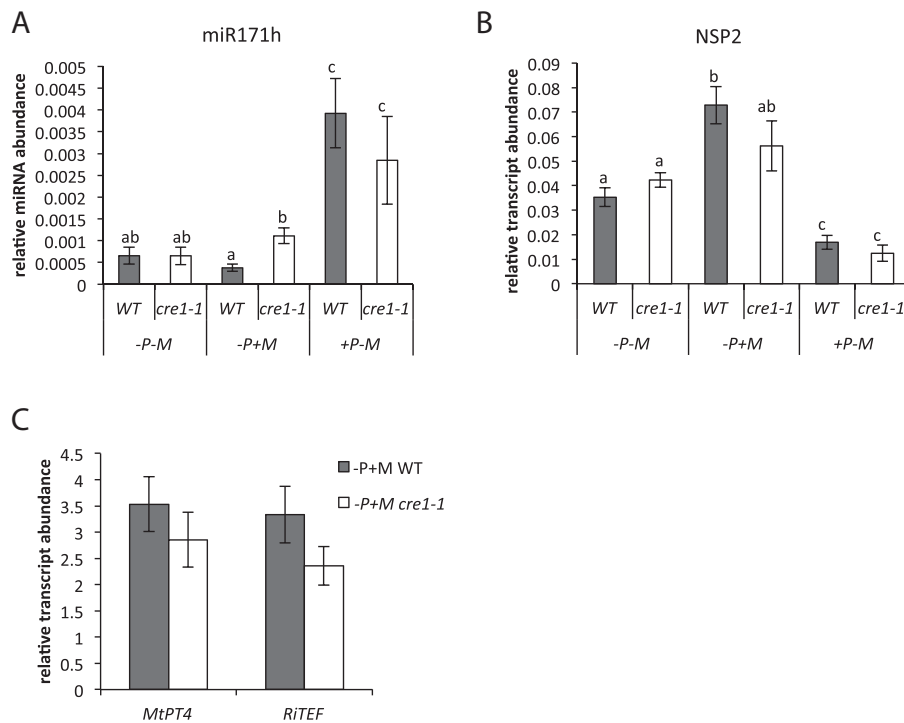 A
miR171h
relative miRNA abundance
0.005
0.0045
0.004
0.0035
0.003
0.0025
0.002
0.0015
0.001
0.0005
0
ab ab a b c c
WT cre1-1 WT cre1-1 WT cre1-1
-P-M -P+M +P-M
B
NSP2
relative transcript abundance
0.09
0.08
0.07
0.06
0.05
0.04
0.03
0.02
0.01
0
a a b ab c c
WT cre1-1 WT cre1-1 WT cre1-1
-P-M -P+M +P-M
C
relative transcript abundance
4.5
4
3.5
3
2.5
2
1.5
1
0.5
0
-P+M WT
-P+M cre1-1
MtPT4 RiTEF